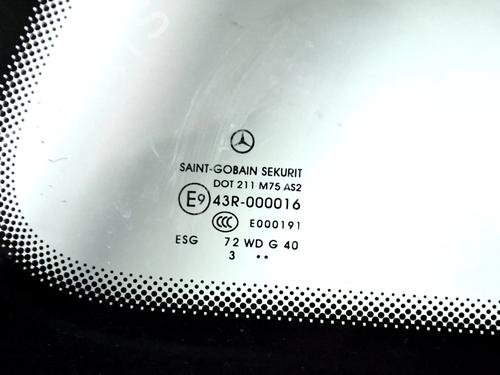 SAINT-GOBAIN SEKURIT
DOT 211 M75 AS2
E9 43R-000016
CCC E000191
ESG 72 WD G 40
3 ..